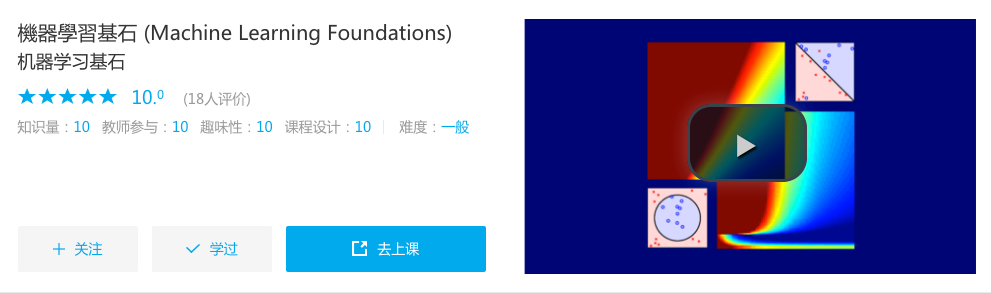 機器學習基石 (Machine Learning Foundations)
机器学习基石
10.0 (18人评价)
知识量：10 教师参与：10 趣味性：10 课程设计：10 难度：一般
关注 学过 去上课